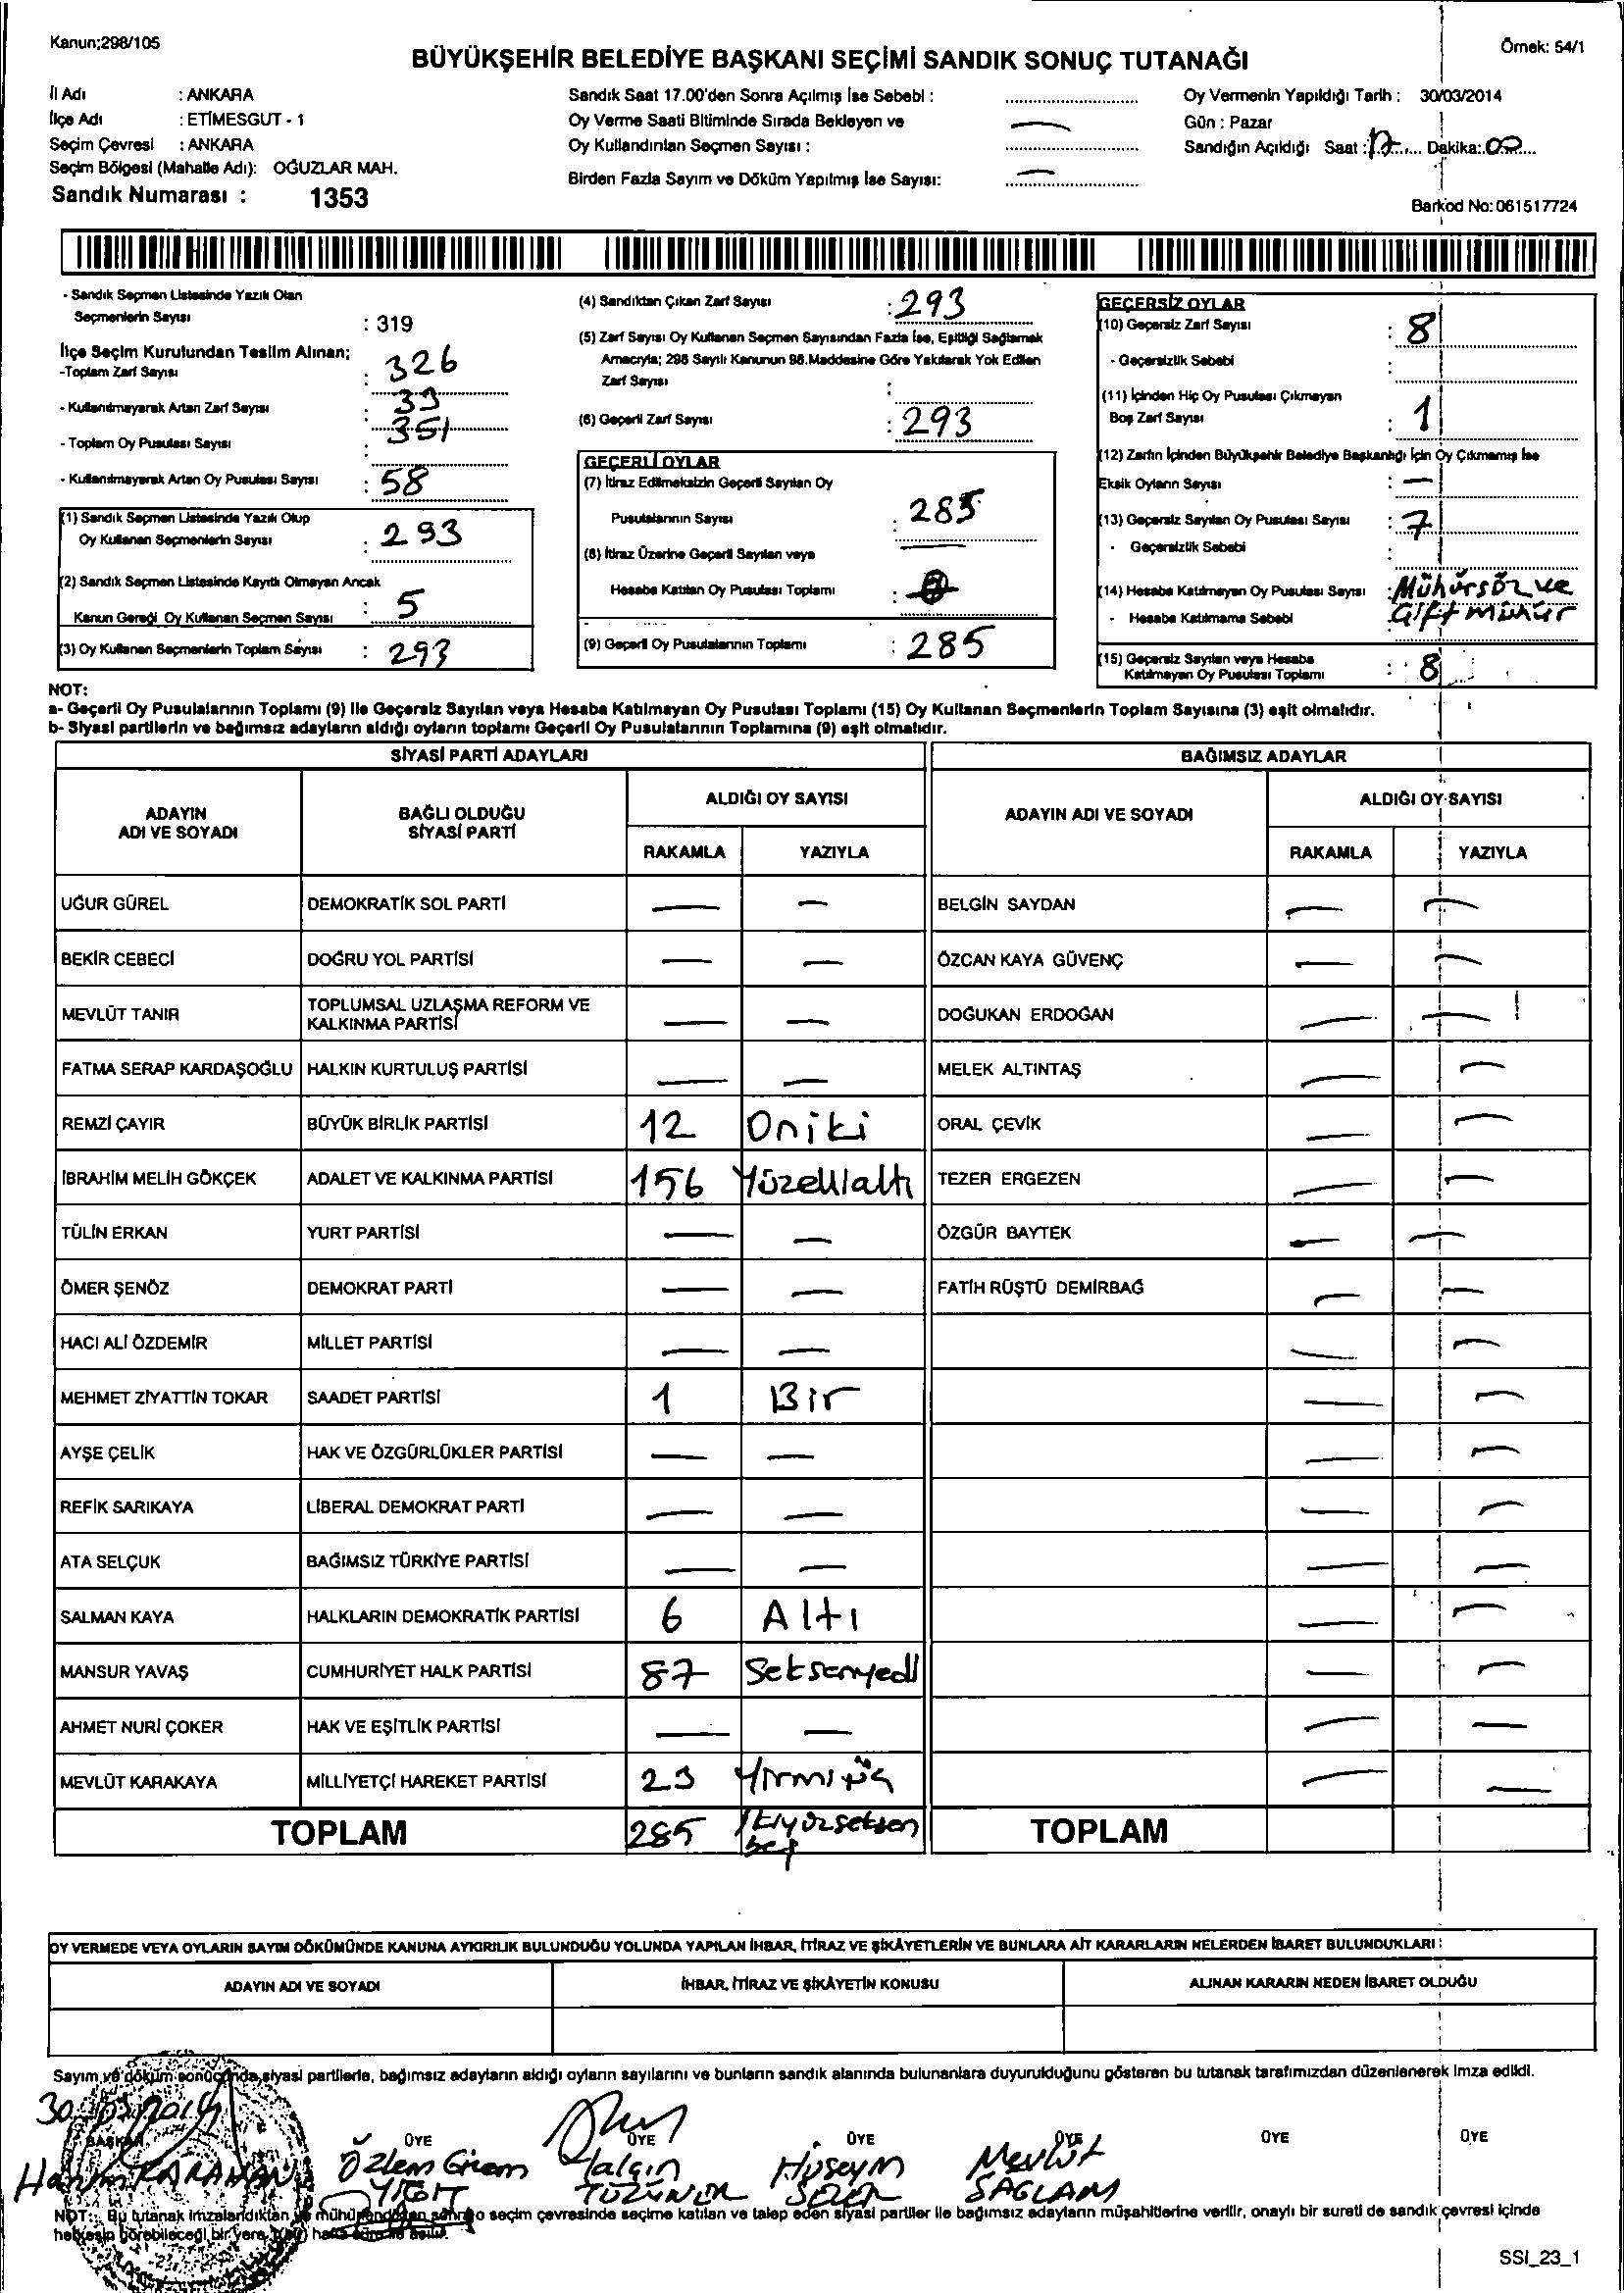 Kanun;298/105
BÜYÜKŞEHİR BELEDİYE BAŞKANI SEÇİMİ SANDIK SONUÇ TUTANAĞI
Örnek: 54/1
İl Adı : ANKARA
İlçe Adı : ETİMESGUT - 1
Seçim Çevresi : ANKARA
Seçim Bölgesi (Mahalle Adı): OĞUZLAR MAH.
Sandık Numarası : 1353
Sandık Saat 17.00'den Sonra Açılmış İse Sebebi :
Oy Verme Saati Bitiminde Sırada Bekleyen ve
Oy Kullandırılan Seçmen Sayısı : —
Birden Fazla Sayım ve Döküm Yapılmış İse Sayısı: —
Oy Vermenin Yapıldığı Tarih : 30/03/2014
Gün : Pazar
Sandığın Açıldığı Saat : 17 Dakika: 00
Barkod No: 061517724
- Sandık Seçmen Listesinde Yazılı Olan
Seçmenlerin Sayısı : 319
İlçe Seçim Kurulundan Teslim Alınan;
-Toplam Zarf Sayısı : 326
- Kullanılmayarak Artan Zarf Sayısı : 33
- Toplam Oy Pusulası Sayısı : 351
- Kullanılmayarak Artan Oy Pusulası Sayısı : 58
(1) Sandık Seçmen Listesinde Yazılı Olup
Oy Kullanan Seçmenlerin Sayısı : 293
(2) Sandık Seçmen Listesinde Kayıtlı Olmayan Ancak
Kanun Gereği Oy Kullanan Seçmen Sayısı : 5
(3) Oy Kullanan Seçmenlerin Toplam Sayısı : 293
(4) Sandıktan Çıkan Zarf Sayısı : 293
(5) Zarf Sayısı Oy Kullanan Seçmen Sayısından Fazla İse, Eşitliği Sağlamak
Amacıyla; 298 Sayılı Kanunun 98.Maddesine Göre Yakılarak Yok Edilen
Zarf Sayısı :
(6) Geçerli Zarf Sayısı : 293
GEÇERLİ OYLAR
(7) İtiraz Edilmeksizin Geçerli Sayılan Oy
Pusulalarının Sayısı : 285
(8) İtiraz Üzerine Geçerli Sayılan veya
Hesaba Katılan Oy Pusulası Toplamı :
(9) Geçerli Oy Pusulalarının Toplamı : 285
GEÇERSİZ OYLAR
(10) Geçersiz Zarf Sayısı : 8
- Geçersizlik Sebebi :
(11) İçinden Hiç Oy Pusulası Çıkmayan
Boş Zarf Sayısı : 1
(12) Zarfın İçinden Büyükşehir Belediye Başkanlığı İçin Oy Çıkmamış İse
Eksik Oyların Sayısı : —
(13) Geçersiz Sayılan Oy Pusulası Sayısı : 7
- Geçersizlik Sebebi :
(14) Hesaba Katılmayan Oy Pusulası Sayısı : Mühürsüz ve
- Hesaba Katılmama Sebebi : Çift mühür
(15) Geçersiz Sayılan veya Hesaba
Katılmayan Oy Pusulası Toplamı : 8
NOT:
a- Geçerli Oy Pusulalarının Toplamı (9) ile Geçersiz Sayılan veya Hesaba Katılmayan Oy Pusulası Toplamı (15) Oy Kullanan Seçmenlerin Toplam Sayısına (3) eşit olmalıdır.
b- Siyasi partilerin ve bağımsız adayların aldığı oyların toplamı Geçerli Oy Pusulalarının Toplamına (9) eşit olmalıdır.
SİYASİ PARTİ ADAYLARI
BAĞIMSIZ ADAYLAR
ADAYIN ADI VE SOYADI
BAĞLI OLDUĞU SİYASİ PARTİ
ALDIĞI OY SAYISI
RAKAMLA YAZIYLA
ADAYIN ADI VE SOYADI
ALDIĞI OY SAYISI
RAKAMLA YAZIYLA
UĞUR GÜREL DEMOKRATİK SOL PARTİ — — BELGİN SAYDAN — —
BEKİR CEBECİ DOĞRU YOL PARTİSİ — — ÖZCAN KAYA GÜVENÇ — —
MEVLÜT TANIR TOPLUMSAL UZLAŞMA REFORM VE KALKINMA PARTİSİ — — DOĞUKAN ERDOĞAN — —
FATMA SERAP KARDAŞOĞLU HALKIN KURTULUŞ PARTİSİ — — MELEK ALTINTAŞ — —
REMZİ ÇAYIR BÜYÜK BİRLİK PARTİSİ 12 Oniki ORAL ÇEVİK — —
İBRAHİM MELİH GÖKÇEK ADALET VE KALKINMA PARTİSİ 156 Yüzellialtı TEZER ERGEZEN — —
TÜLİN ERKAN YURT PARTİSİ — — ÖZGÜR BAYTEK — —
ÖMER ŞENÖZ DEMOKRAT PARTİ — — FATİH RÜŞTÜ DEMİRBAĞ — —
HACI ALİ ÖZDEMİR MİLLET PARTİSİ — — — —
MEHMET ZİYATTİN TOKAR SAADET PARTİSİ 1 Bir — —
AYŞE ÇELİK HAK VE ÖZGÜRLÜKLER PARTİSİ — — — —
REFİK SARIKAYA LİBERAL DEMOKRAT PARTİ — — — —
ATA SELÇUK BAĞIMSIZ TÜRKİYE PARTİSİ — — — —
SALMAN KAYA HALKLARIN DEMOKRATİK PARTİSİ 6 Altı — —
MANSUR YAVAŞ CUMHURİYET HALK PARTİSİ 87 Seksenyedi — —
AHMET NURİ ÇOKER HAK VE EŞİTLİK PARTİSİ — — — —
MEVLÜT KARAKAYA MİLLİYETÇİ HAREKET PARTİSİ 23 Yirmiüç — —
TOPLAM 285 İkiyüzseksen beş TOPLAM
OY VERMEDE VEYA OYLARIN SAYIM DÖKÜMÜNDE KANUNA AYKIRILIK BULUNDUĞU YOLUNDA YAPILAN İHBAR, İTİRAZ VE ŞİKÂYETLERİN VE BUNLARA AİT KARARLARIN NELERDEN İBARET BULUNDUKLARI :
ADAYIN ADI VE SOYADI İHBAR, İTİRAZ VE ŞİKÂYETİN KONUSU ALINAN KARARIN NEDEN İBARET OLDUĞU
Sayım ve döküm sonucunda, siyasi partilerle, bağımsız adayların aldığı oyların sayılarını ve bunların sandık alanında bulunanlara duyurulduğunu gösteren bu tutanak tarafımızdan düzenlenerek imza edildi.
30.03.2014
BAŞKAN ÜYE ÜYE ÜYE ÜYE ÜYE ÜYE
KARAMAN Özlem YİĞİT Yalçın Hüseyin Mevlüt SAĞLAM
NOT: Bu tutanak imzalandıktan ve mühürlendikten sonra o seçim çevresinde seçime katılan ve talep eden siyasi partiler ile bağımsız adayların müşahitlerine verilir, onaylı bir sureti de sandık çevresi içinde
herkesin görebileceği bir yere, bir hafta süre ile asılır.
SSI_23_1